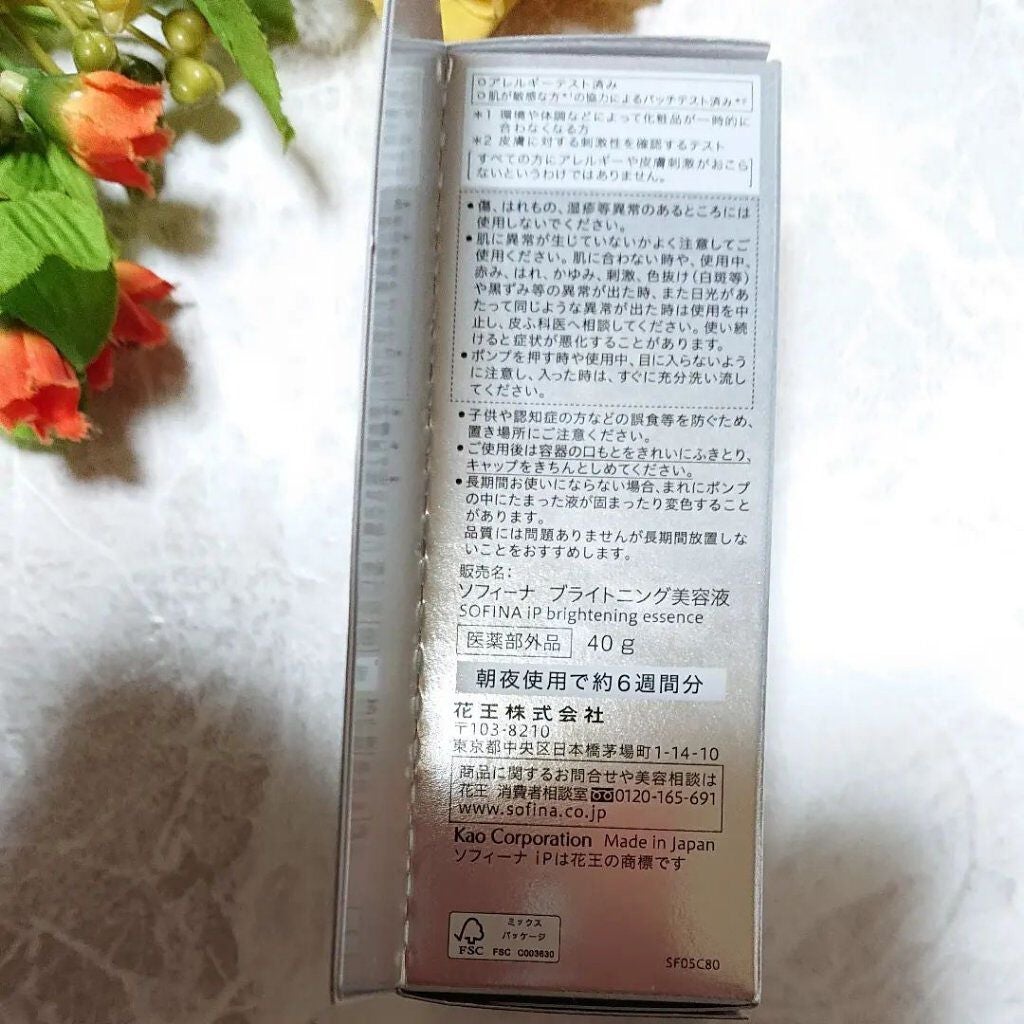 ○アレルギーテスト済み
○肌が敏感な方*1の協力によるパッチテスト済み*2
*1 環境や体調などによって化粧品が一時的に
合わなくなる方
*2 皮膚に対する刺激性を確認するテスト
すべての方にアレルギーや皮膚刺激がおこら
ないというわけではありません。
●傷、はれもの、湿疹等異常のあるところには
使用しないでください。
●肌に異常が生じていないかよく注意してご
使用ください。肌に合わない時や、使用中、
赤み、はれ、かゆみ、刺激、色抜け(白斑等)
や黒ずみ等の異常が出た時、また日光があ
たって同じような異常が出た時は使用を中
止し、皮ふ科医へ相談してください。使い続
けると症状が悪化することがあります。
●ポンプを押す時や使用中、目に入らないよう
に注意し、入った時は、すぐに充分洗い流し
てください。
●子供や認知症の方などの誤食等を防ぐため、
置き場所にご注意ください。
●ご使用後は容器の口もとをきれいにふきとり、
キャップをきちんとしめてください。
●長期間お使いにならない場合、まれにポンプ
の中にたまった液が固まったり変色すること
があります。
品質には問題ありませんが長期間放置しな
いことをおすすめします。
販売名:
ソフィーナ ブライトニング美容液
SOFINA iP brightening essence
医薬部外品 40 g
朝夜使用で約6週間分
花王株式会社
〒103-8210
東京都中央区日本橋茅場町1-14-10
商品に関するお問合せや美容相談は
花王 消費者相談室 0120-165-691
www.sofina.co.jp
Kao Corporation Made in Japan
ソフィーナ iPは花王の商標です
ミックス
パッケージ
FSC FSC C003630
SF05C80